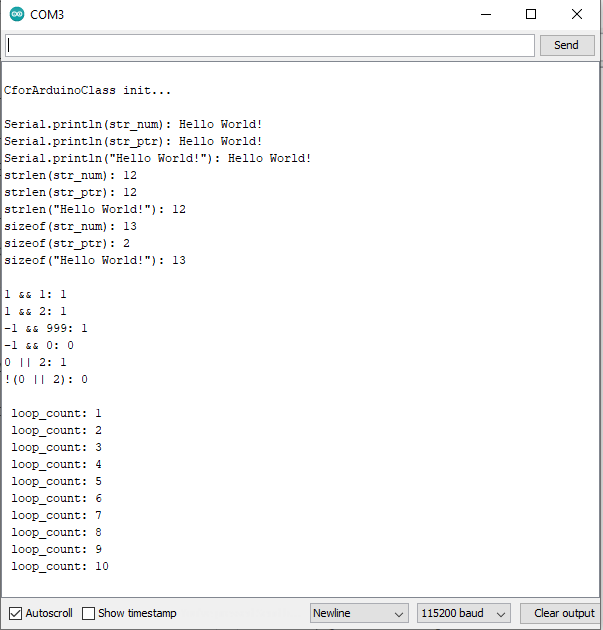 COM3
Send
CforArduinoClass init...
Serial.println(str_num): Hello World!
Serial.println(str_ptr): Hello World!
Serial.println("Hello World!"): Hello World!
strlen(str_num): 12
strlen(str_ptr): 12
strlen("Hello World!"): 12
sizeof(str_num): 13
sizeof(str_ptr): 2
sizeof("Hello World!"): 13
1 && 1: 1
1 && 2: 1
-1 && 999: 1
-1 && 0: 0
0 || 2: 1
!(0 || 2): 0
loop_count: 1
loop_count: 2
loop_count: 3
loop_count: 4
loop_count: 5
loop_count: 6
loop_count: 7
loop_count: 8
loop_count: 9
loop_count: 10
Autoscroll Show timestamp Newline 115200 baud Clear output